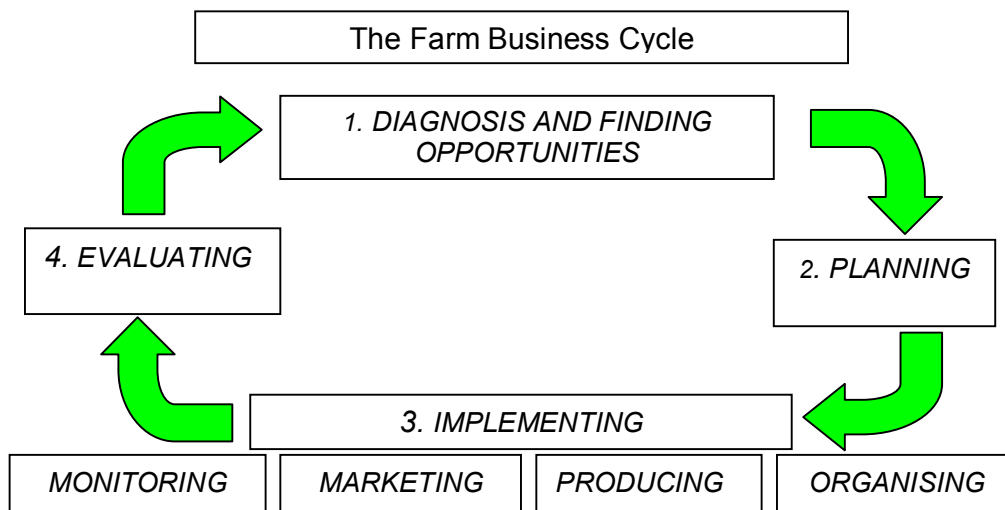 The Farm Business Cycle
1. DIAGNOSIS AND FINDING
OPPORTUNITIES
4. EVALUATING
2. PLANNING
3. IMPLEMENTING
MONITORING
MARKETING
PRODUCING
ORGANISING